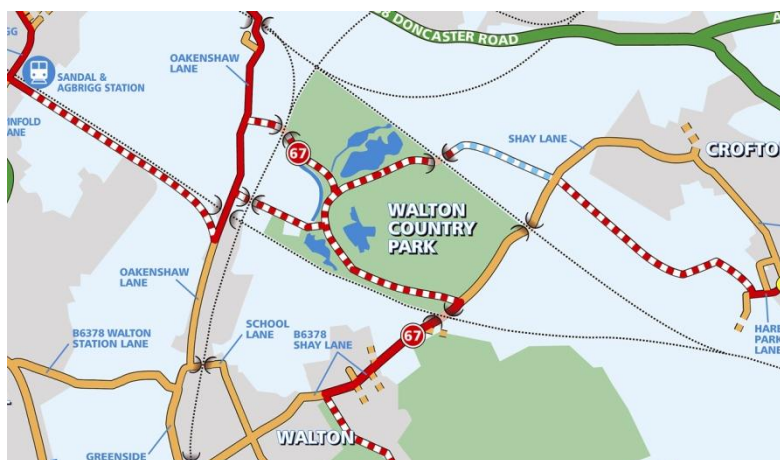 38 DONCASTER ROAD
OAKENSHAW
LANE
SANDAL &
AGBRIGG STATION
67
SHAY LANE
CROFTO
WALTON
COUNTRY
PARK
OAKENSHAW
LANE
B6378 WALTON
STATION LANE
SCHOOL
LANE
B6378
SHAY LANE
67
PARK
LANE
WALTON
GREENSIDE